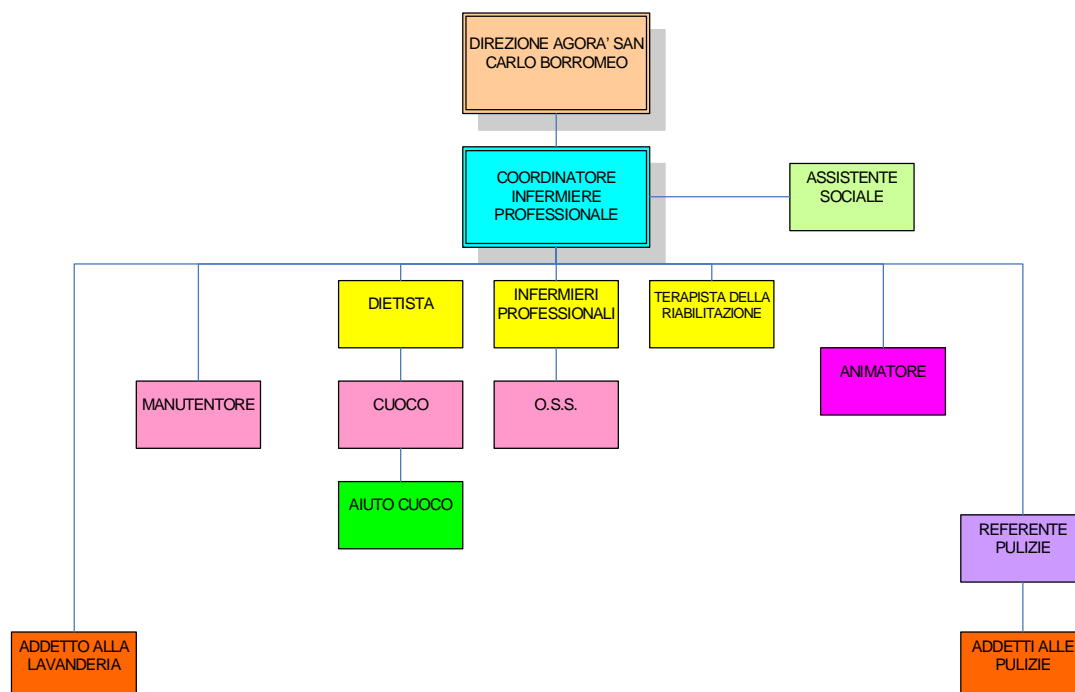 DIREZIONE AGORA' SAN
CARLO BORROMEO
COORDINATORE
INFERMIERE
PROFESSIONALE
ASSISTENTE
SOCIALE
DIETISTA
INFERMIERI
PROFESSIONALI
TERAPISTA DELLA
RIABILITAZIONE
ANIMATORE
MANUTENTORE
CUOCO
O.S.S.
AIUTO CUOCO
REFERENTE
PULIZIE
ADDETTO ALLA
LAVANDERIA
ADDETTI ALLE
PULIZIE